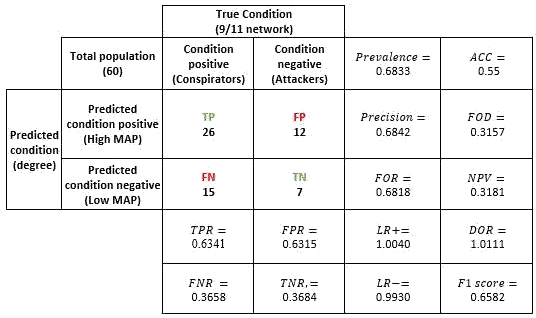 True Condition
(9/11 network)
Total population
(60)
Condition
positive
(Conspirators)
Condition
negative
(Attackers)
Prevalence =
0.6833
ACC =
0.55
Predicted
condition
(degree)
Predicted
condition positive
(High MAP)
TP
26
FP
12
Precision =
0.6842
FOD =
0.3157
Predicted
condition negative
(Low MAP)
FN
15
TN
7
FOR =
0.6818
NPV =
0.3181
TPR =
0.6341
FPR =
0.6315
LR+=
1.0040
DOR =
1.0111
FNR =
0.3658
TNR, =
0.3684
LR−=
0.9930
F1 score =
0.6582